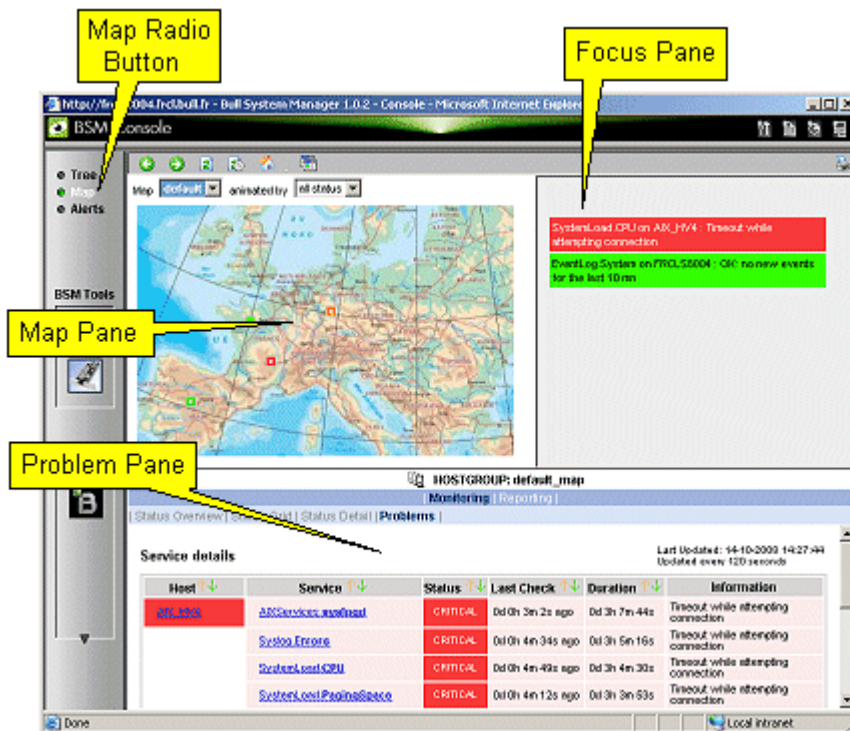 Map Radio
Button
Focus Pane
004.frcl.bull.fr - Bull System Manager 1.0.2 - Console - Microsoft Internet Explorer
BSM Console
Tree
Map
Alerts
Map default animated by all status
SystemLoad.CPU on AIX_HV4 : Timeout while
attempting connection
EventLog.System on FRCLS8004 : OK: no new events
for the last 10 mn
BSM Tools
Map Pane
Problem Pane
HOSTGROUP: default_map
| Monitoring | Reporting |
| Status Overview | Grid | Status Detail | Problems |
Service details
Last Updated: 14-10-2009 14:27:44
Updated every 120 seconds
Host Service Status Last Check Duration Information
AIX_HV4 AIXServices.syslogd CRITICAL 0d 0h 3m 2s ago 0d 3h 7m 44s Timeout while attempting
connection
Syslog.Errors CRITICAL 0d 0h 4m 34s ago 0d 3h 5m 16s Timeout while attempting
connection
SystemLoad.CPU CRITICAL 0d 0h 4m 49s ago 0d 3h 4m 30s Timeout while attempting
connection
SystemLoad.PagingSpace CRITICAL 0d 0h 4m 12s ago 0d 3h 3m 53s Timeout while attempting
connection
Done
Local intranet